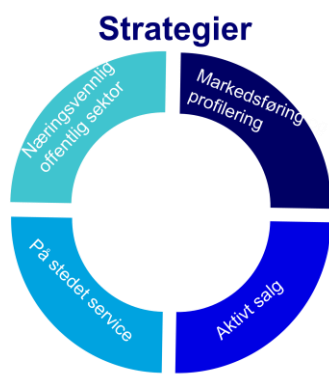 Strategier
Næringsvennlig
offentlig sektor
Markedsføring
profilering
På stedet service
Aktivt salg